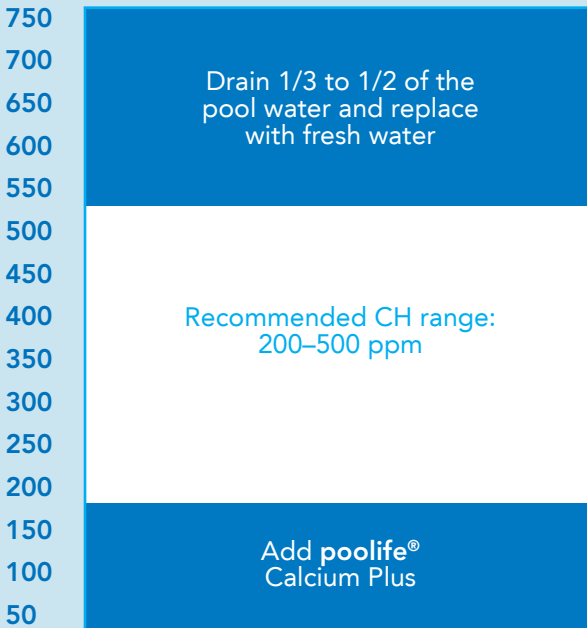 750
700
650
600
550
500
450
400
350
300
250
200
150
100
50
Drain 1/3 to 1/2 of the
pool water and replace
with fresh water
Recommended CH range:
200–500 ppm
Add poolife®
Calcium Plus